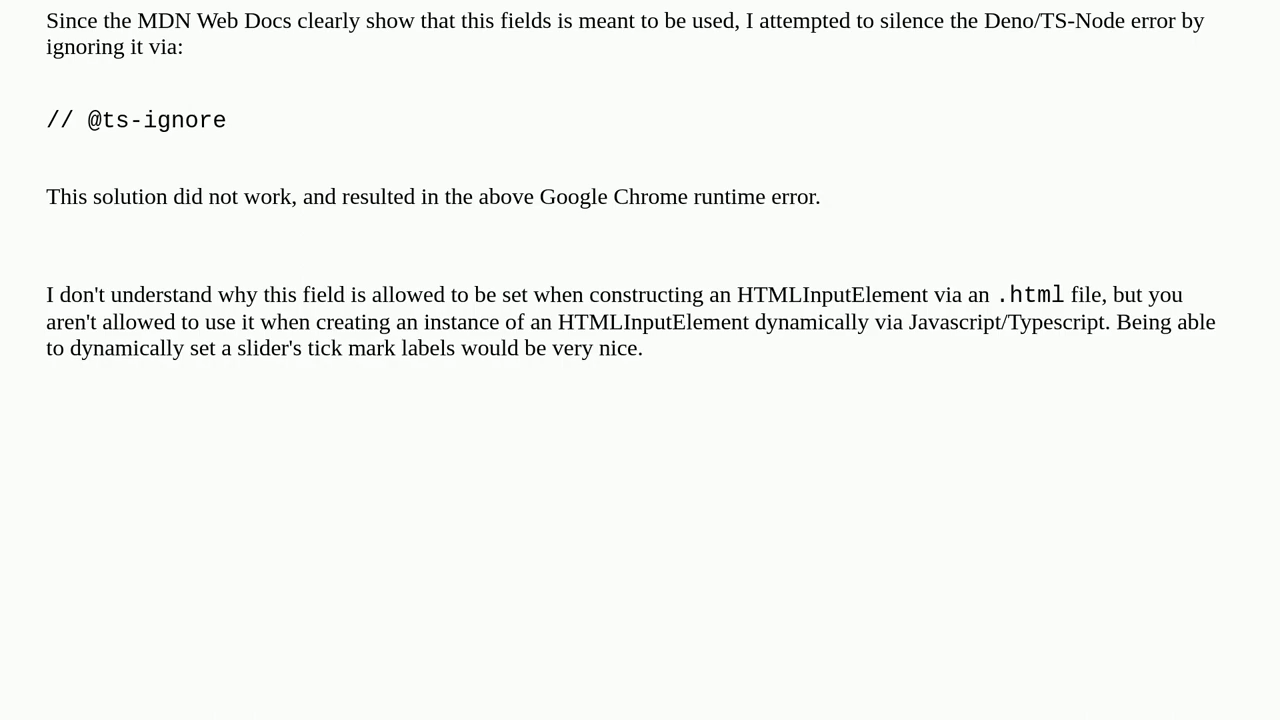 Since the MDN Web Docs clearly show that this fields is meant to be used, I attempted to silence the Deno/TS-Node error by
ignoring it via:
// @ts-ignore
This solution did not work, and resulted in the above Google Chrome runtime error.
I don't understand why this field is allowed to be set when constructing an HTMLInputElement via an .html file, but you
aren't allowed to use it when creating an instance of an HTMLInputElement dynamically via Javascript/Typescript. Being able
to dynamically set a slider's tick mark labels would be very nice.